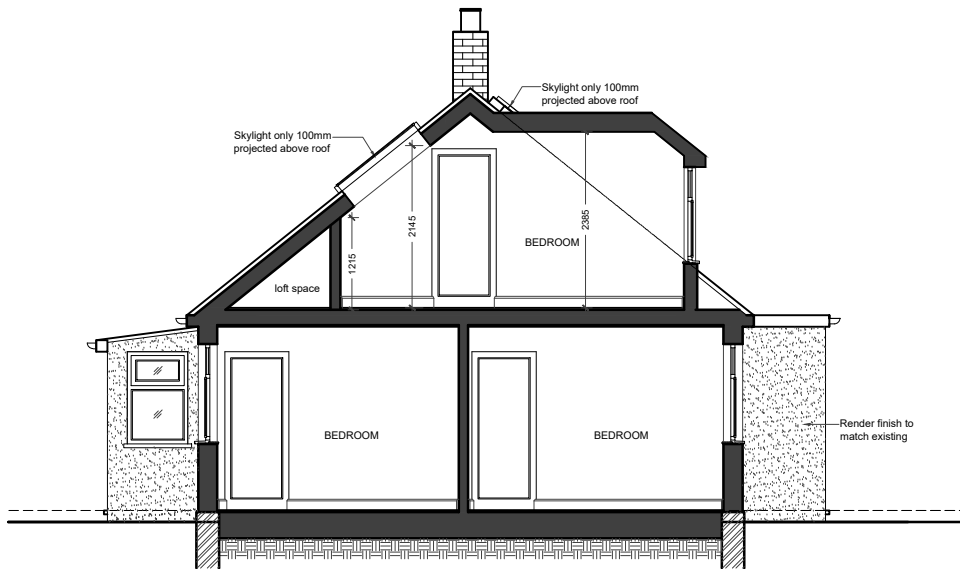 Skylight only 100mm
projected above roof
Skylight only 100mm
projected above roof
2145
2385
1215
BEDROOM
loft space
BEDROOM
BEDROOM
Render finish to
match existing